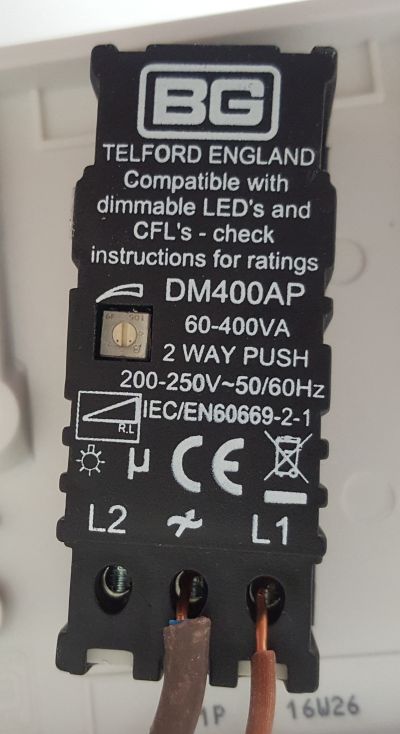 BG
TELFORD ENGLAND
Compatible with
dimmable LED's and
CFL's - check
instructions for ratings
DM400AP
60-400VA
2 WAY PUSH
200-250V~50/60Hz
IEC/EN60669-2-1
R.L
µ CE
L2 L1
1P 16W26